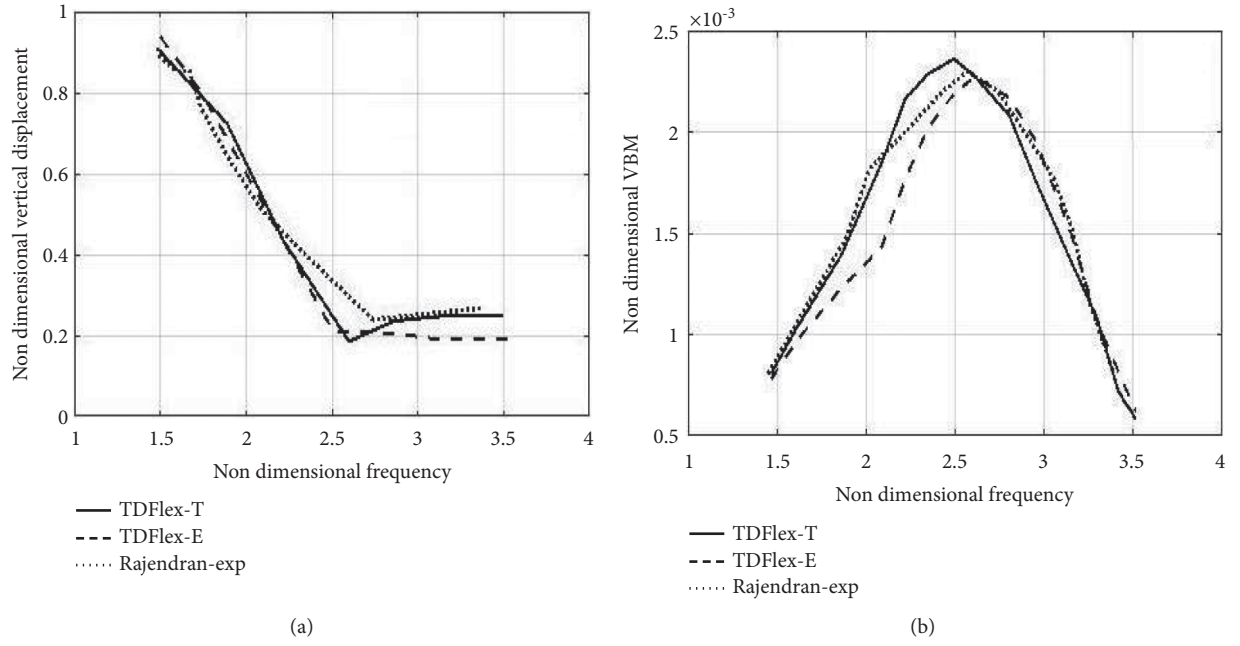 Non dimensional vertical displacement
1
0.8
0.6
0.4
0.2
0
1
1.5
2
2.5
3
3.5
4
Non dimensional frequency
TDFlex-T
TDFlex-E
Rajendran-exp
(a)
×10⁻³
Non dimensional VBM
2.5
2
1.5
1
0.5
1
1.5
2
2.5
3
3.5
4
Non dimensional frequency
TDFlex-T
TDFlex-E
Rajendran-exp
(b)